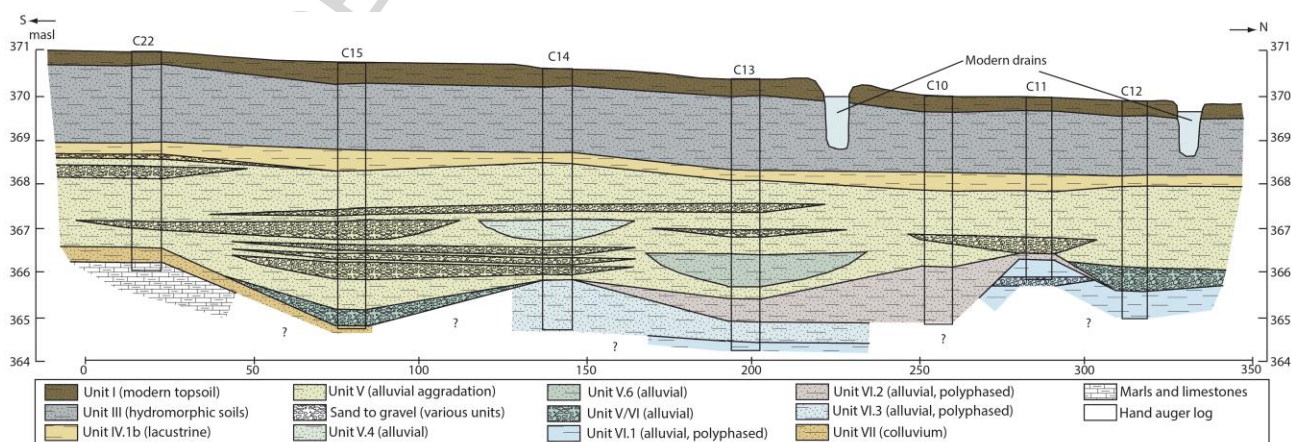 S N
masl
C22 C15 C14 C13 C10 C11 C12
Modern drains
371 371
370 370
369 369
368 368
367 367
366 366
365 365
364 364
? ? ? ?
0 50 100 150 200 250 300 350
Unit I (modern topsoil) Unit V (alluvial aggradation) Unit V.6 (alluvial) Unit VI.2 (alluvial, polyphased) Marls and limestones
Unit III (hydromorphic soils) Sand to gravel (various units) Unit V/VI (alluvial) Unit VI.3 (alluvial, polyphased) Hand auger log
Unit IV.1b (lacustrine) Unit V.4 (alluvial) Unit VI.1 (alluvial, polyphased) Unit VII (colluvium)